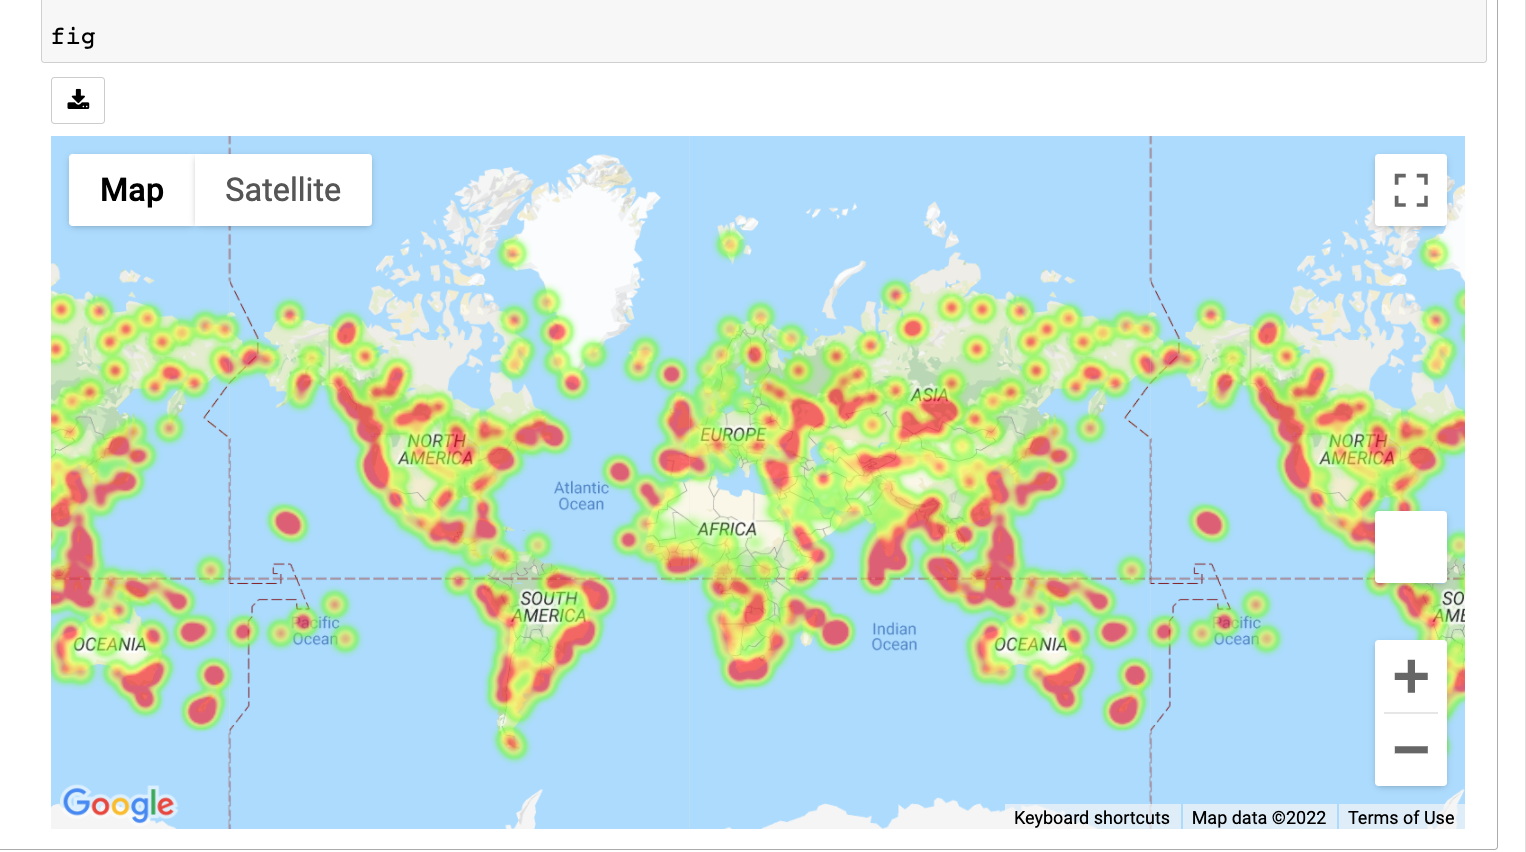 fig
Map Satellite
ASIA
NORTH
AMERICA
EUROPE
NORTH
AMERICA
Atlantic
Ocean
AFRICA
SOUTH
AMERICA
SO
AME
Pacific
Ocean
Indian
Ocean
Pacific
Ocean
OCEANIA
OCEANIA
Google
Keyboard shortcuts Map data ©2022 Terms of Use